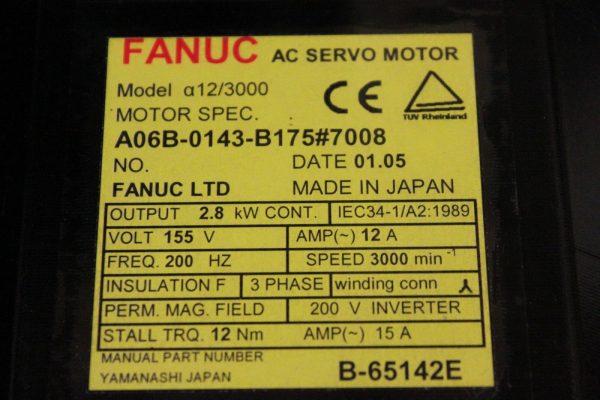 FANUC AC SERVO MOTOR
Model α12/3000
CE
TÜV Rheinland
MOTOR SPEC.
A06B-0143-B175#7008
NO. DATE 01.05
FANUC LTD MADE IN JAPAN
OUTPUT 2.8 kW CONT. IEC34-1/A2:1989
VOLT 155 V AMP(~) 12 A
FREQ. 200 HZ SPEED 3000 min⁻¹
INSULATION F 3 PHASE winding conn
PERM. MAG. FIELD 200 V INVERTER
STALL TRQ. 12 Nm AMP(~) 15 A
MANUAL PART NUMBER
YAMANASHI JAPAN B-65142E